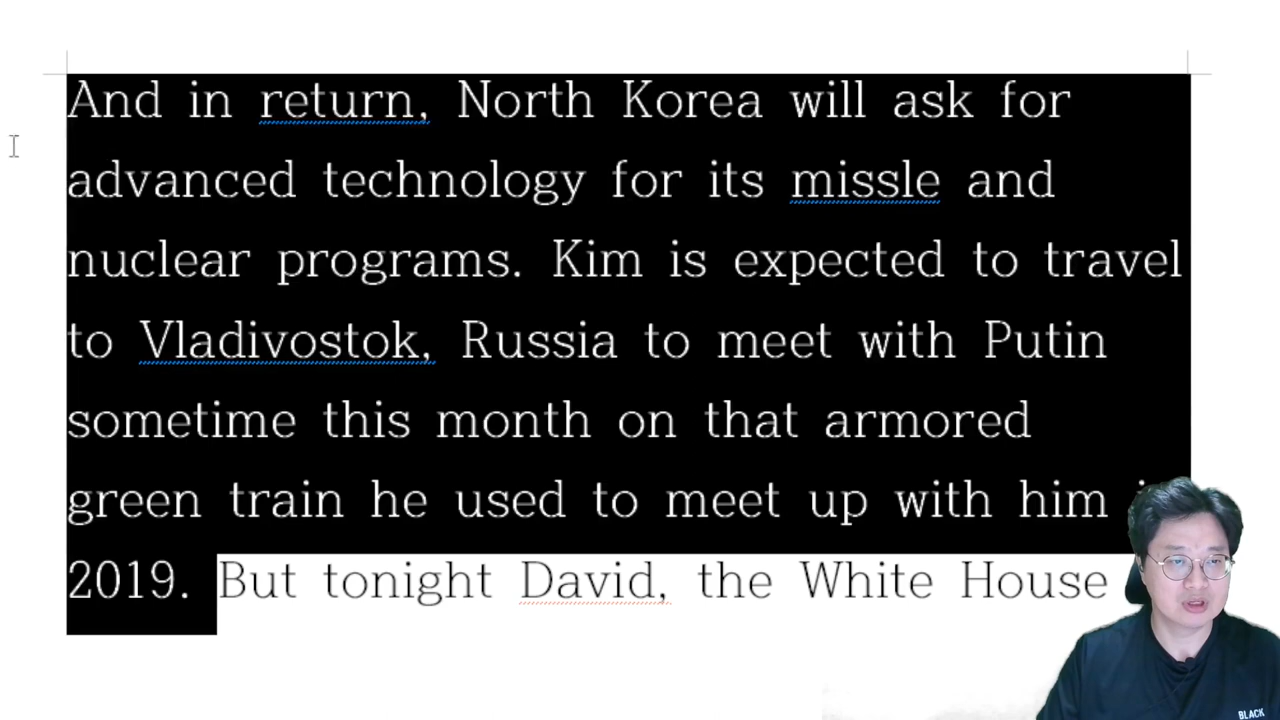 And in return, North Korea will ask for
advanced technology for its missle and
nuclear programs. Kim is expected to travel
to Vladivostok, Russia to meet with Putin
sometime this month on that armored
green train he used to meet up with him
2019. But tonight David, the White House
BLACK